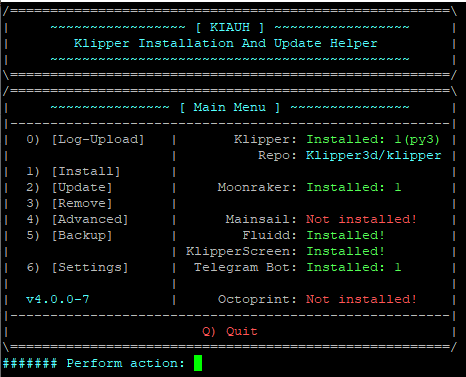 /=======================================================\
|     ~~~~~~~~~~~~~~~~~ [ KIAUH ] ~~~~~~~~~~~~~~~~~     |
|        Klipper Installation And Update Helper         |
|     ~~~~~~~~~~~~~~~~~~~~~~~~~~~~~~~~~~~~~~~~~~~~~     |
\=======================================================/
/=======================================================\
|     ~~~~~~~~~~~~~~~ [ Main Menu ] ~~~~~~~~~~~~~~~     |
|-------------------------------------------------------|
|  0) [Log-Upload]   |       Klipper: Installed: 1(py3) |
|                    |          Repo: Klipper3d/klipper |
|  1) [Install]      |                                  |
|  2) [Update]       |     Moonraker: Installed: 1      |
|  3) [Remove]       |                                  |
|  4) [Advanced]     |      Mainsail: Not installed!    |
|  5) [Backup]       |        Fluidd: Installed!        |
|                    | KlipperScreen: Installed!        |
|  6) [Settings]     |  Telegram Bot: Installed: 1      |
|                    |                                  |
|  v4.0.0-7          |     Octoprint: Not installed!    |
|-------------------------------------------------------|
|                        Q) Quit                        |
\=======================================================/
####### Perform action: